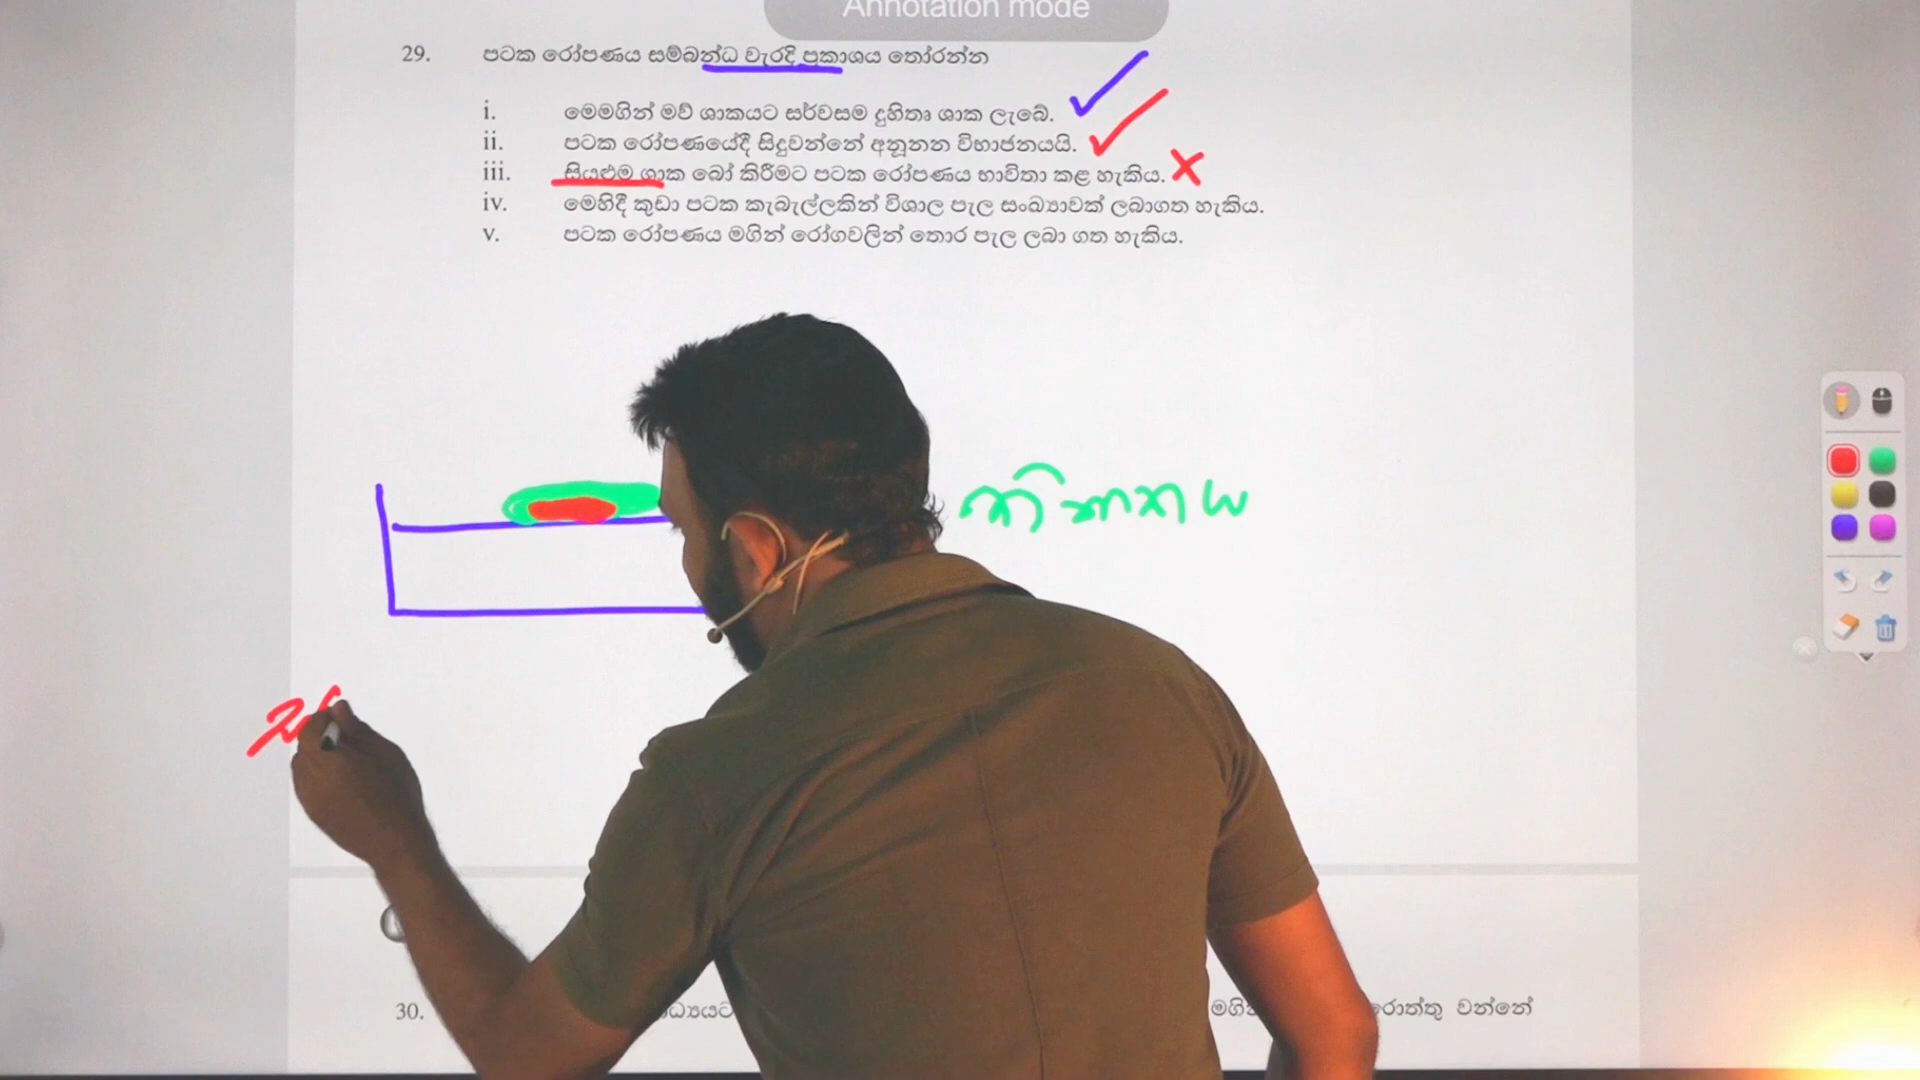 Annotation mode
29. පටක රෝපණය සම්බන්ධ වැරදි ප්‍රකාශය තෝරන්න
i. මෙමගින් මව් ශාකයට සර්වසම දුහිතෘ ශාක ලැබේ.
ii. පටක රෝපණයේදී සිදුවන්නේ අනූනන විභාජනයයි.
iii. සියළුම ශාක බෝ කිරීමට පටක රෝපණය භාවිතා කළ හැකිය.
iv. මෙහිදී කුඩා පටක කැබැල්ලකින් විශාල පැල සංඛ්‍යාවක් ලබාගත හැකිය.
v. පටක රෝපණය මගින් රෝගවලින් තොර පැල ලබා ගත හැකිය.
කිණකය
30. රොත්තු වන්නේ